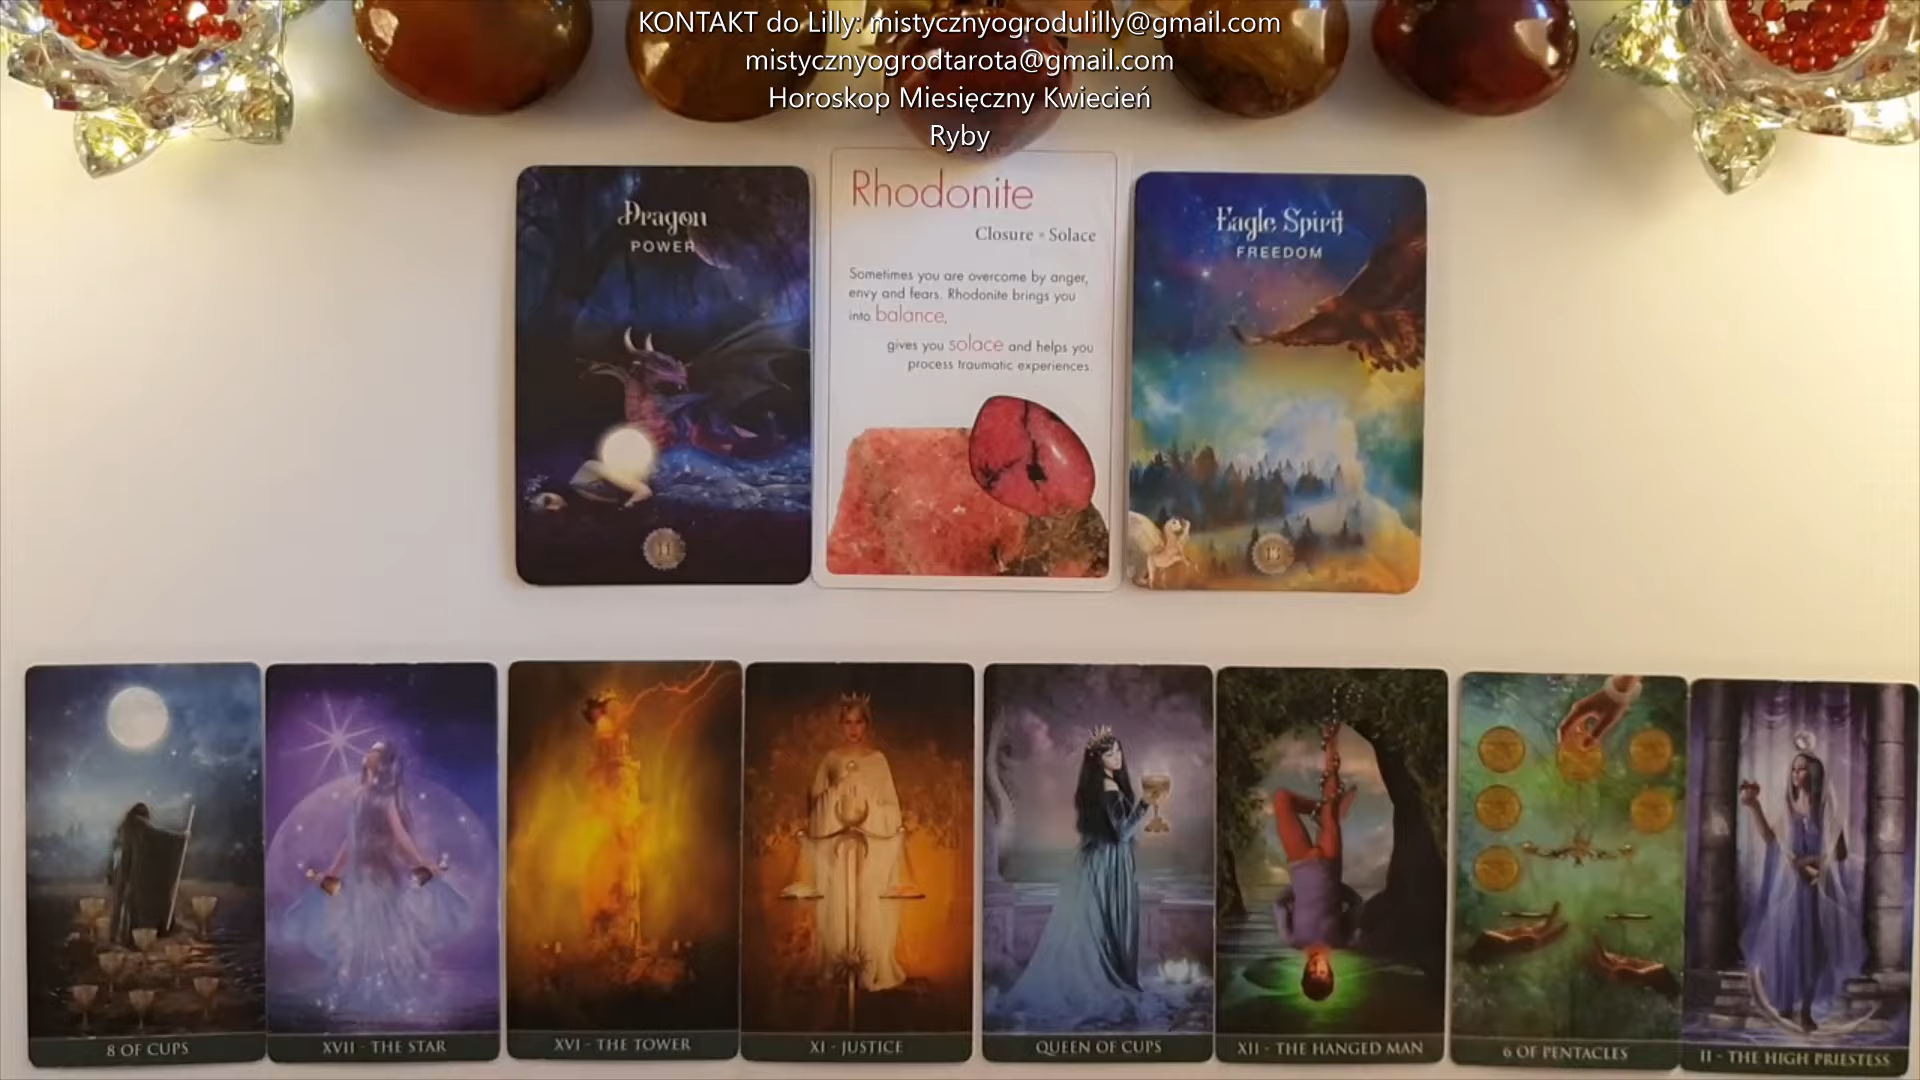 KONTAKT do Lilly: mistycznyogrodulilly@gmail.com
mistycznyogrodtarota@gmail.com
Horoskop Miesięczny Kwiecień
Ryby
Dragon
POWER
11
Rhodonite
Closure - Solace
Sometimes you are overcome by anger,
envy and fears. Rhodonite brings you
into balance,
gives you solace and helps you
process traumatic experiences.
Eagle Spirit
FREEDOM
13
8 OF CUPS
XVII - THE STAR
XVI - THE TOWER
XI - JUSTICE
QUEEN OF CUPS
XII - THE HANGED MAN
6 OF PENTACLES
II - THE HIGH PRIESTESS